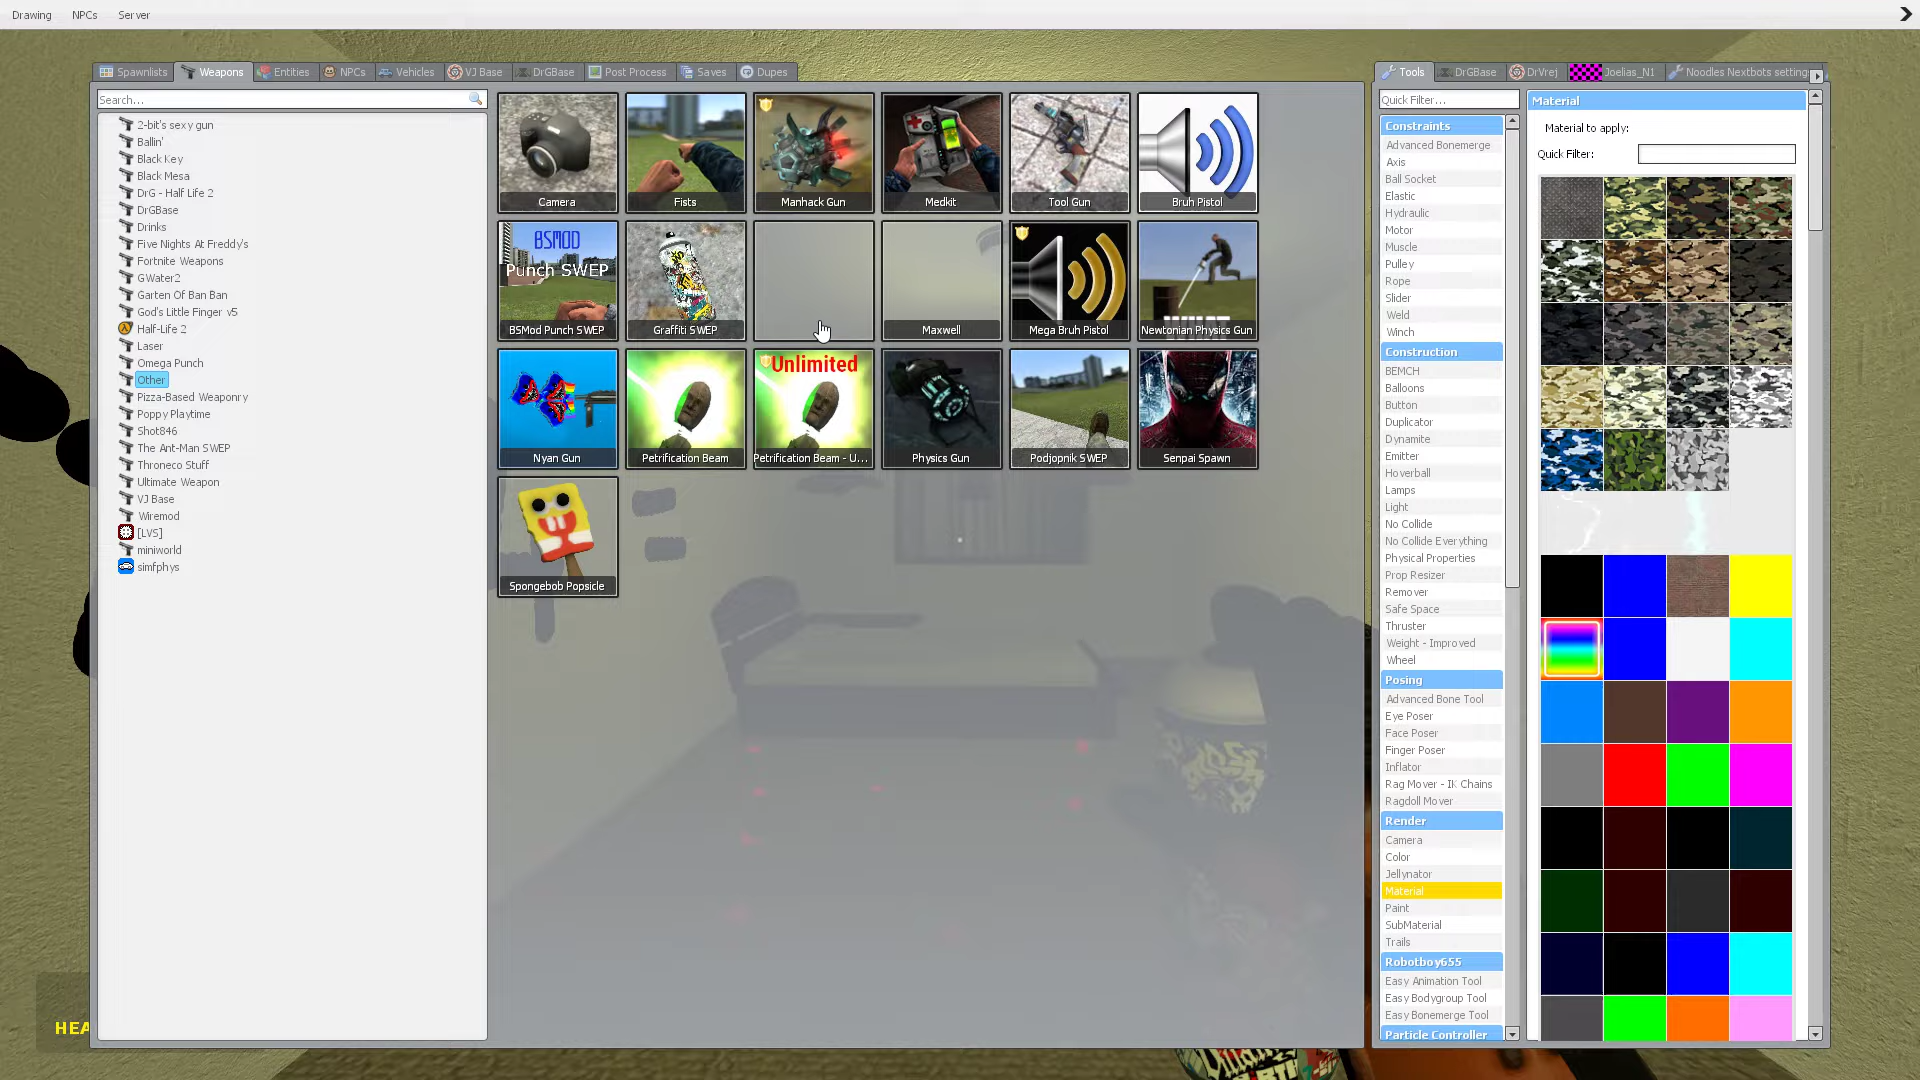 Drawing NPCs Server
Spawnlists Weapons Entities NPCs Vehicles VJ Base DrGBase Post Process Saves Dupes
Search...
2-bit's sexy gun
Ballin'
Black Key
Black Mesa
DrG - Half Life 2
DrGBase
Drinks
Five Nights At Freddy's
Fortnite Weapons
GWater2
Garten Of Ban Ban
God's Little Finger v5
Half-Life 2
Laser
Omega Punch
Other
Pizza-Based Weaponry
Poppy Playtime
Shot846
The Ant-Man SWEP
Throneco Stuff
Ultimate Weapon
VJ Base
Wiremod
[LVS]
miniworld
simfphys
Camera Fists Manhack Gun Medkit Tool Gun Bruh Pistol
BSMOD
Punch SWEP
BSMod Punch SWEP Graffiti SWEP Maxwell Mega Bruh Pistol Newtonian Physics Gun
Unlimited
Nyan Gun Petrification Beam Petrification Beam - U... Physics Gun Podjopnik SWEP Senpai Spawn
Spongebob Popsicle
HEA
Tools DrGBase DrVrej Joelias_N1 Noodles Nextbots setting
Quick Filter...
Constraints
Advanced Bonemerge
Axis
Ball Socket
Elastic
Hydraulic
Motor
Muscle
Pulley
Rope
Slider
Weld
Winch
Construction
BEMCH
Balloons
Button
Duplicator
Dynamite
Emitter
Hoverball
Lamps
Light
No Collide
No Collide Everything
Physical Properties
Prop Resizer
Remover
Safe Space
Thruster
Weight - Improved
Wheel
Posing
Advanced Bone Tool
Eye Poser
Face Poser
Finger Poser
Inflator
Rag Mover - IK Chains
Ragdoll Mover
Render
Camera
Color
Jellynator
Material
Paint
SubMaterial
Trails
Robotboy655
Easy Animation Tool
Easy Bodygroup Tool
Easy Bonemerge Tool
Particle Controller
Material
Material to apply:
Quick Filter: